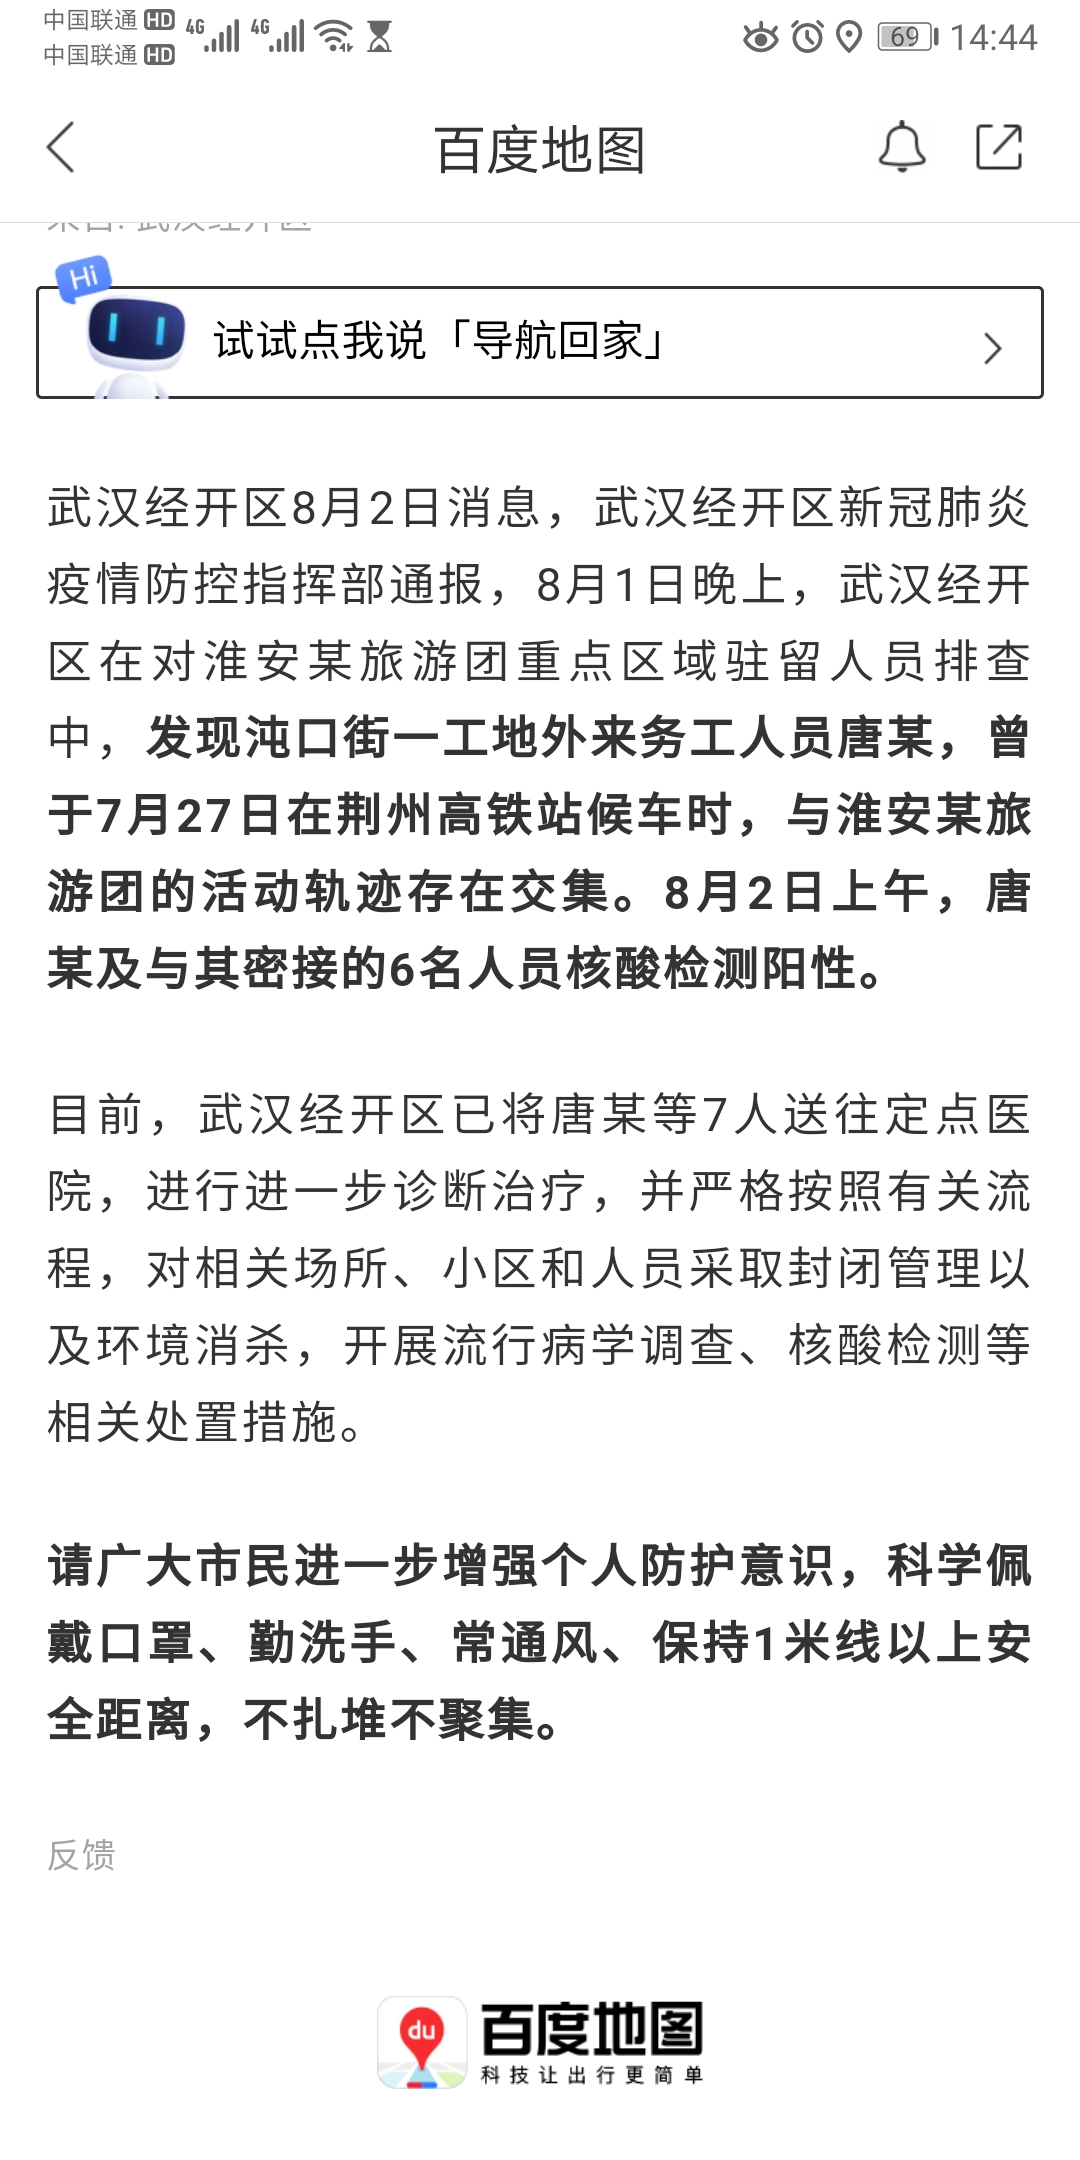 中国联通 HD 4G 4G 69 14:44
中国联通 HD
百度地图
来自: 武汉经开区
Hi
试试点我说「导航回家」
武汉经开区8月2日消息，武汉经开区新冠肺炎
疫情防控指挥部通报，8月1日晚上，武汉经开
区在对淮安某旅游团重点区域驻留人员排查
中，发现沌口街一工地外来务工人员唐某，曾
于7月27日在荆州高铁站候车时，与淮安某旅
游团的活动轨迹存在交集。8月2日上午，唐
某及与其密接的6名人员核酸检测阳性。
目前，武汉经开区已将唐某等7人送往定点医
院，进行进一步诊断治疗，并严格按照有关流
程，对相关场所、小区和人员采取封闭管理以
及环境消杀，开展流行病学调查、核酸检测等
相关处置措施。
请广大市民进一步增强个人防护意识，科学佩
戴口罩、勤洗手、常通风、保持1米线以上安
全距离，不扎堆不聚集。
反馈
du
百度地图
科技让出行更简单